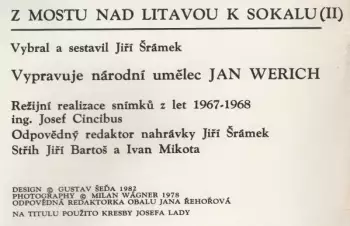 Z MOSTU NAD LITAVOU K SOKALU (II)
Vybral a sestavil Jiří Šrámek
Vypravuje národní umělec JAN WERICH
Režijní realizace snímků z let 1967-1968
ing. Josef Cincibus
Odpovědný redaktor nahrávky Jiří Šrámek
Střih Jiří Bartoš a Ivan Mikota
DESIGN © GUSTAV ŠEĎA 1982
PHOTOGRAPHY © MILAN WÁGNER 1978
ODPOVĚDNÁ REDAKTORKA OBALU JANA ŘEHOŘOVÁ
NA TITULU POUŽITO KRESBY JOSEFA LADY